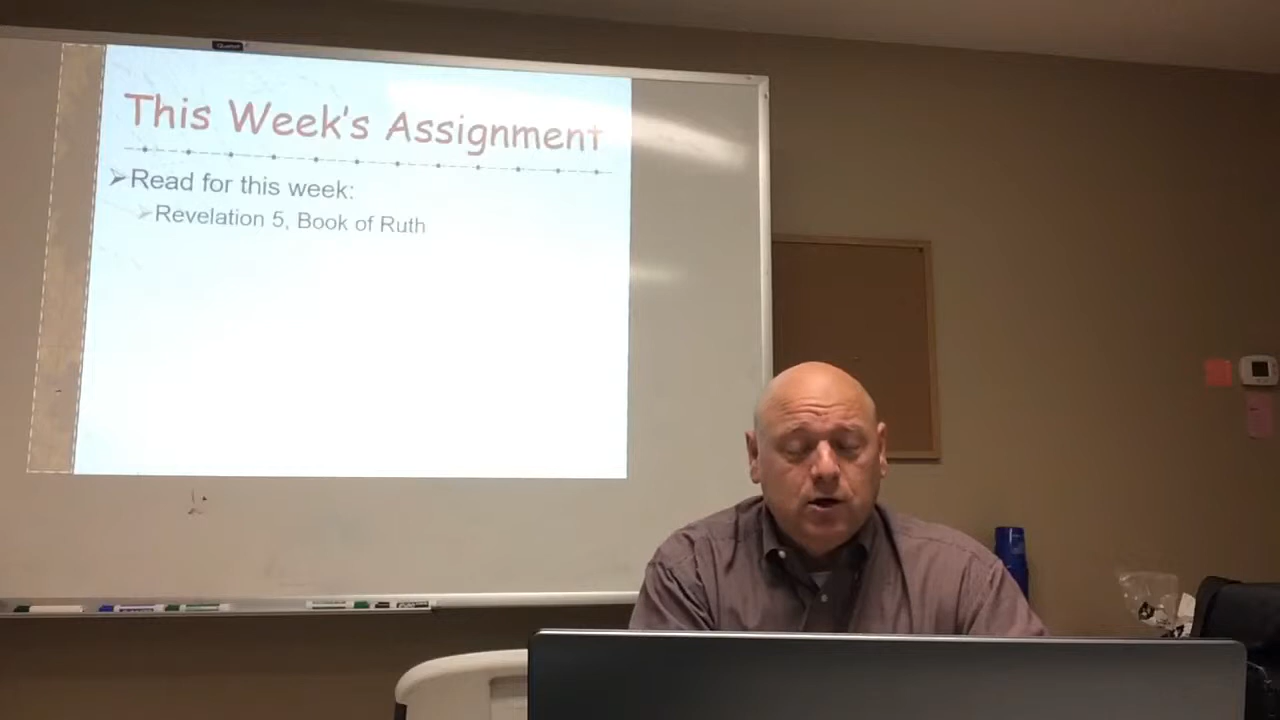 This Week's Assignment
Read for this week:
Revelation 5, Book of Ruth